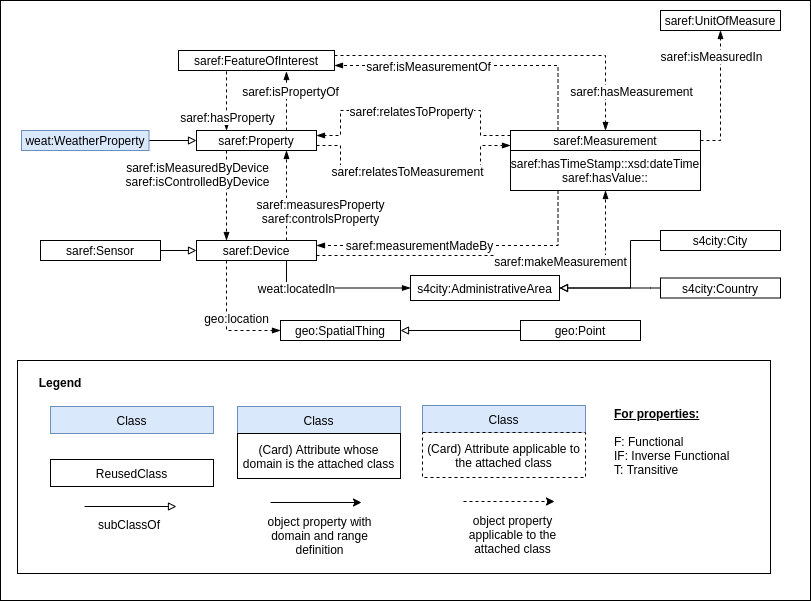 saref:UnitOfMeasure
saref:FeatureOfInterest
saref:isMeasurementOf
saref:isMeasuredIn
saref:isPropertyOf
saref:hasMeasurement
saref:hasProperty
saref:relatesToProperty
weat:WeatherProperty
saref:Property
saref:Measurement
saref:isMeasuredByDevice
saref:isControlledByDevice
saref:relatesToMeasurement
saref:hasTimeStamp::xsd:dateTime
saref:hasValue::
saref:measuresProperty
saref:controlsProperty
saref:Sensor
saref:Device
saref:measurementMadeBy
s4city:City
saref:makeMeasurement
weat:locatedIn
s4city:AdministrativeArea
s4city:Country
geo:location
geo:SpatialThing
geo:Point
Legend
Class
ReusedClass
subClassOf
Class
(Card) Attribute whose
domain is the attached class
object property with
domain and range
definition
Class
(Card) Attribute applicable to
the attached class
object property
applicable to the
attached class
For properties:
F: Functional
IF: Inverse Functional
T: Transitive